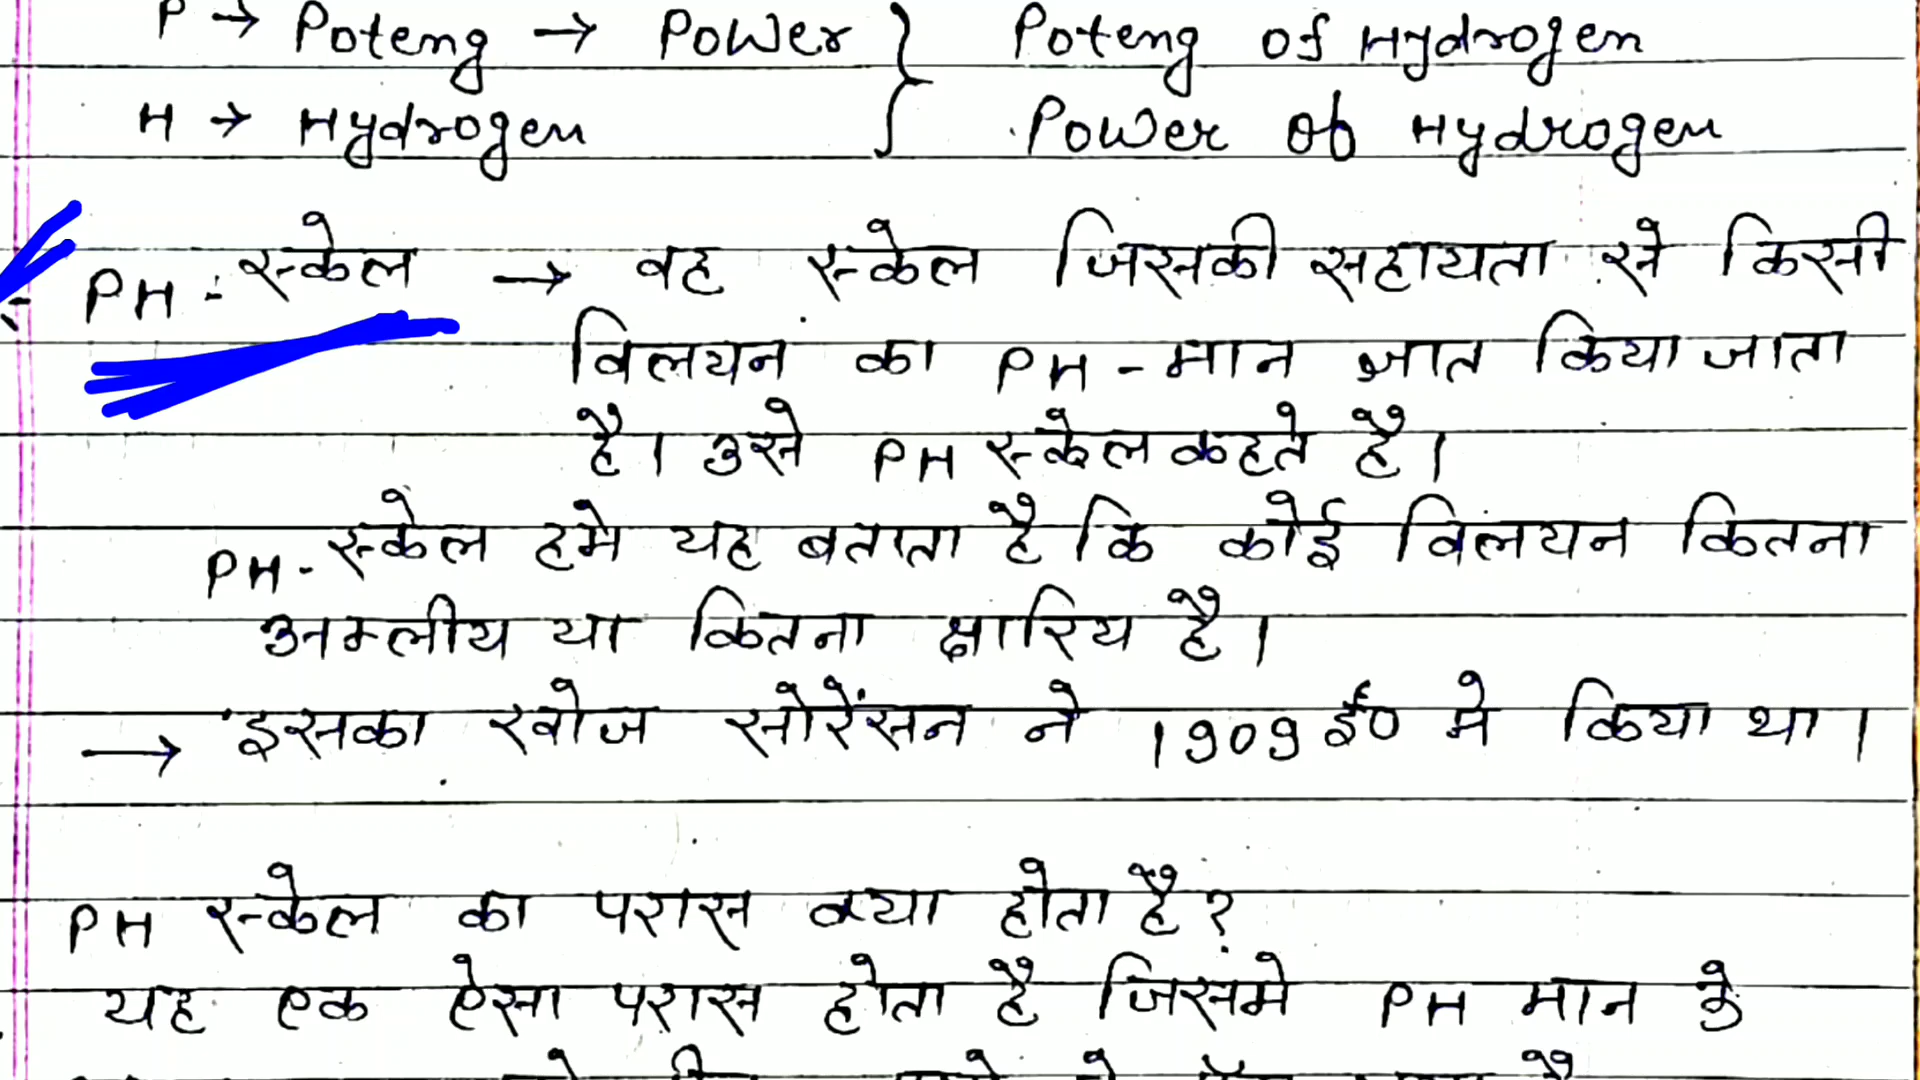 P → Poteng → Power } Poteng of Hydrogen
H → Hydrogen Power of Hydrogen
PH - स्केल → वह स्केल जिसकी सहायता से किसी
विलयन का PH - मान ज्ञात किया जाता
है। उसे PH स्केल कहते है।
PH - स्केल हमे यह बताता है कि कोई विलयन कितना
अम्लीय या कितना क्षारिय है।
→ इसका खोज सोरेंसन ने 1909 ई० मे किया था।
PH स्केल का परास क्या होता है?
यह एक ऐसा परास होता है जिसमे PH मान के